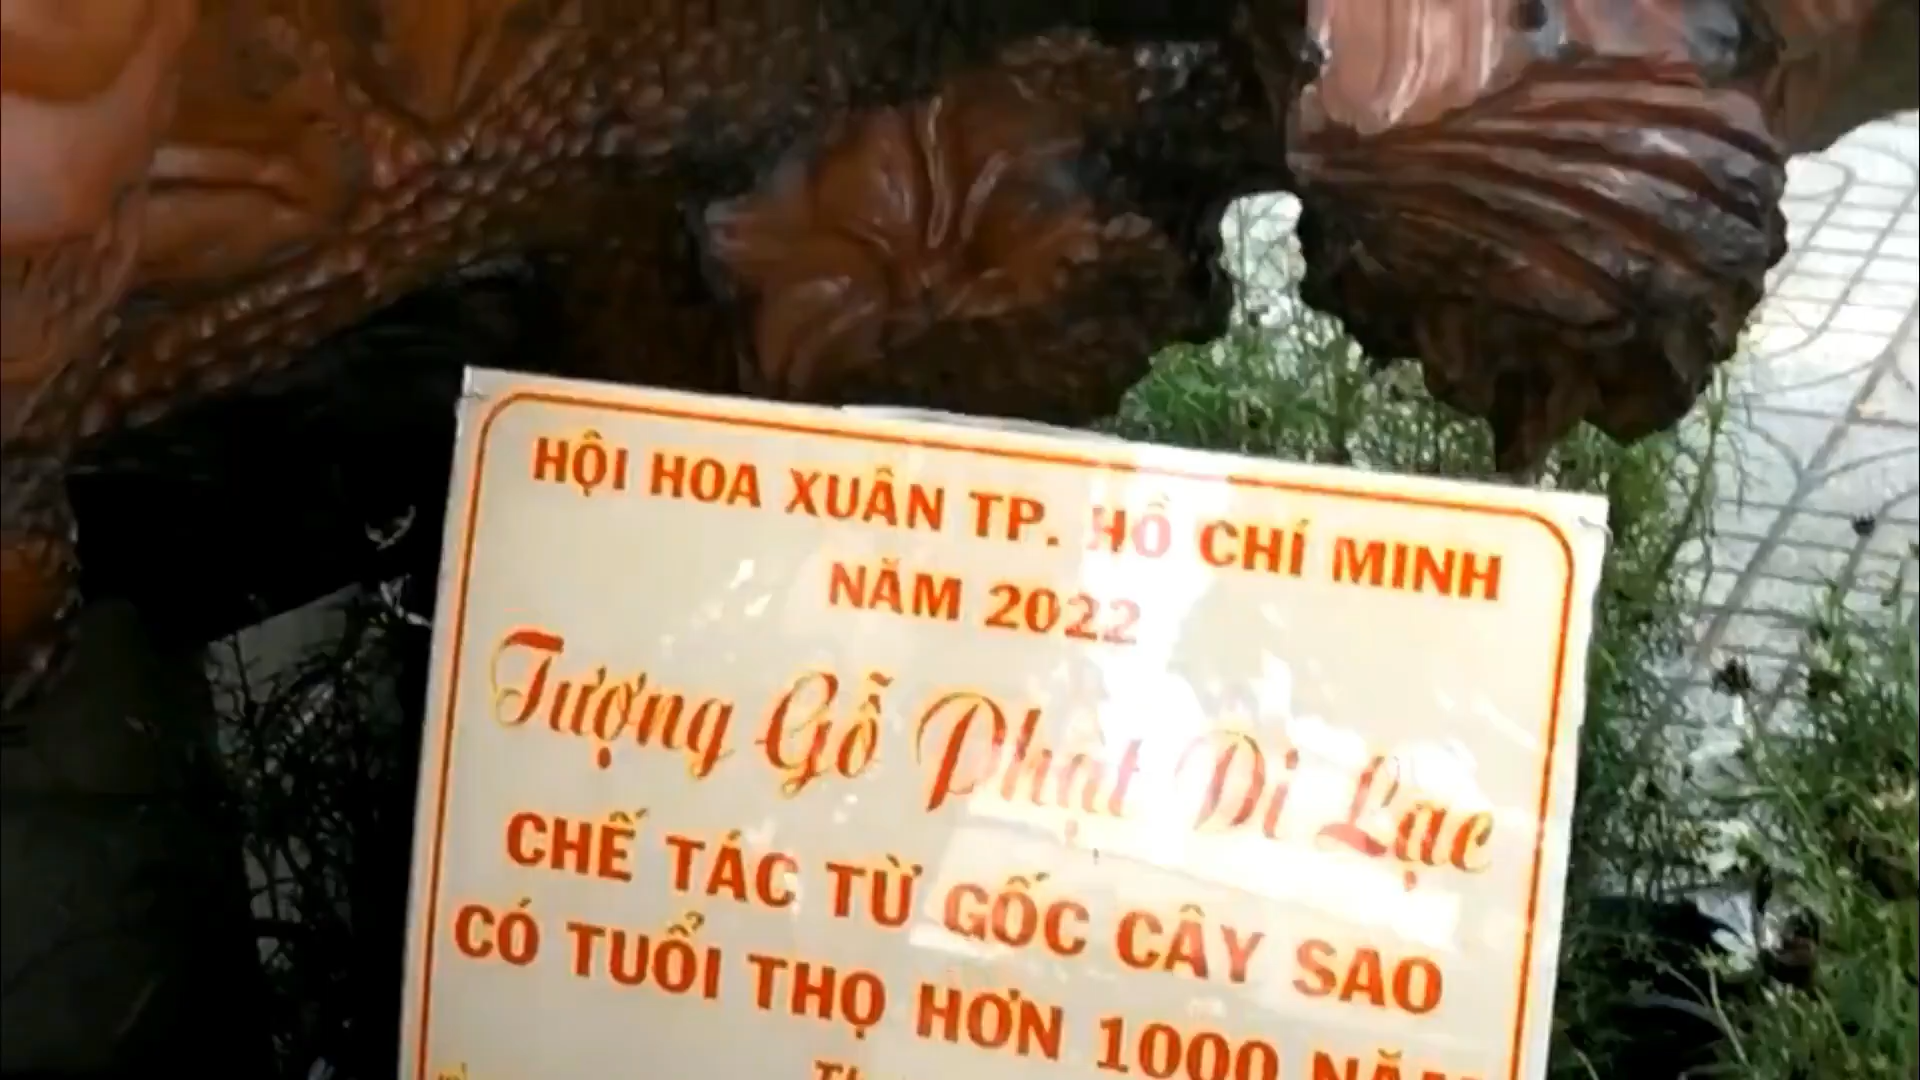 HỘI HOA XUÂN TP. HỒ CHÍ MINH
NĂM 2022
Tượng Gỗ Phật Di Lạc
CHẾ TÁC TỪ GỐC CÂY SAO
CÓ TUỔI THỌ HƠN 1000 NĂM